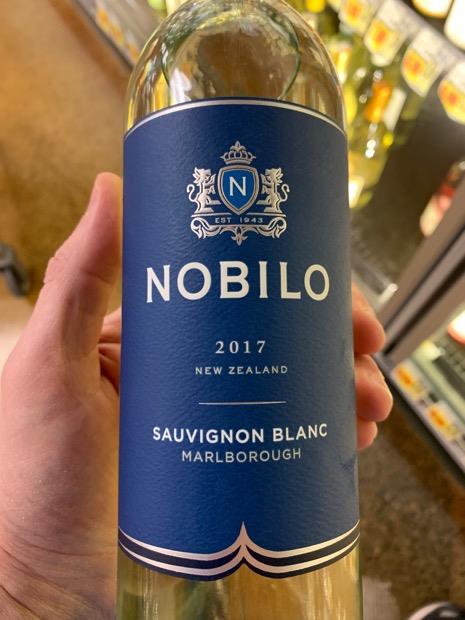 N
EST 1943
NOBILO
2017
NEW ZEALAND
SAUVIGNON BLANC
MARLBOROUGH